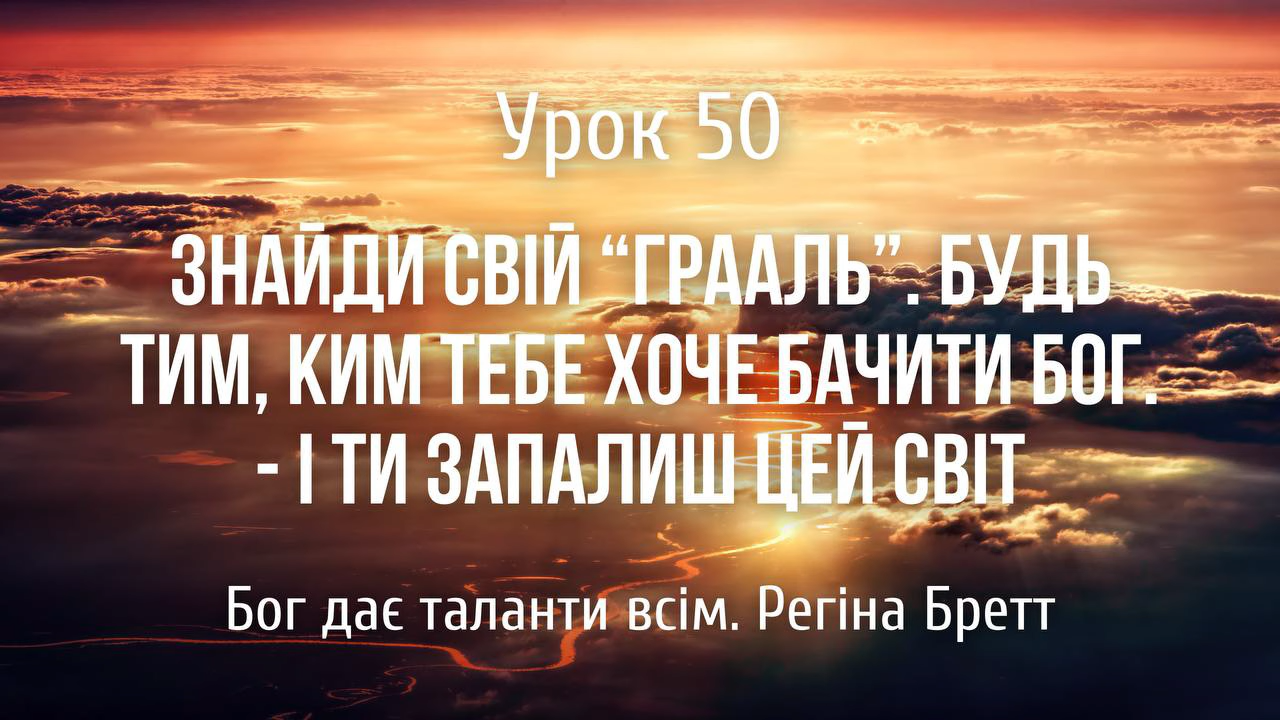 Урок 50
ЗНАЙДИ СВІЙ “ГРААЛЬ”. БУДЬ
ТИМ, КИМ ТЕБЕ ХОЧЕ БАЧИТИ БОГ.
- І ТИ ЗАПАЛИШ ЦЕЙ СВІТ
Бог дає таланти всім. Регіна Бретт